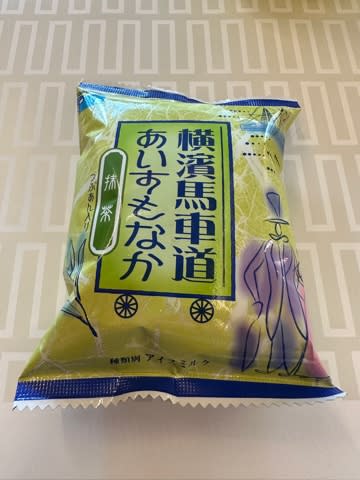 横濱馬車道
あいすもなか
抹茶
つぶあん入り
種類別 アイスミルク